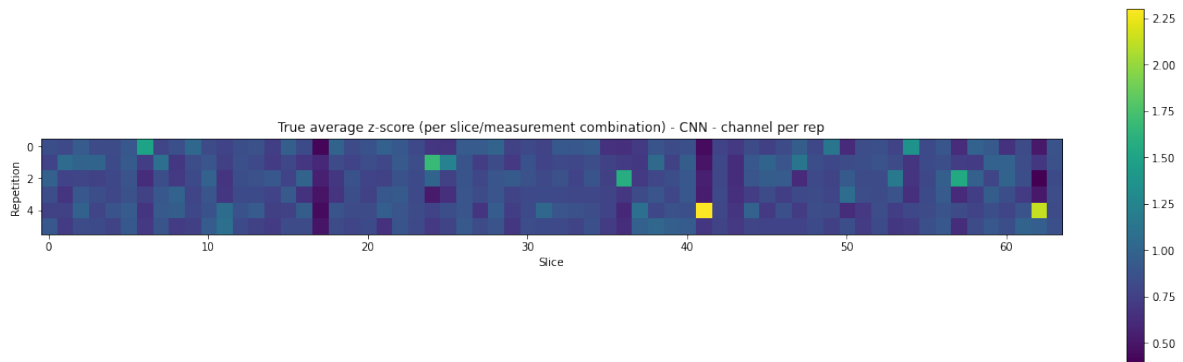 True average z-score (per slice/measurement combination) - CNN - channel per rep
Repetition
0
2
4
0 10 20 30 40 50 60
Slice
2.25
2.00
1.75
1.50
1.25
1.00
0.75
0.50